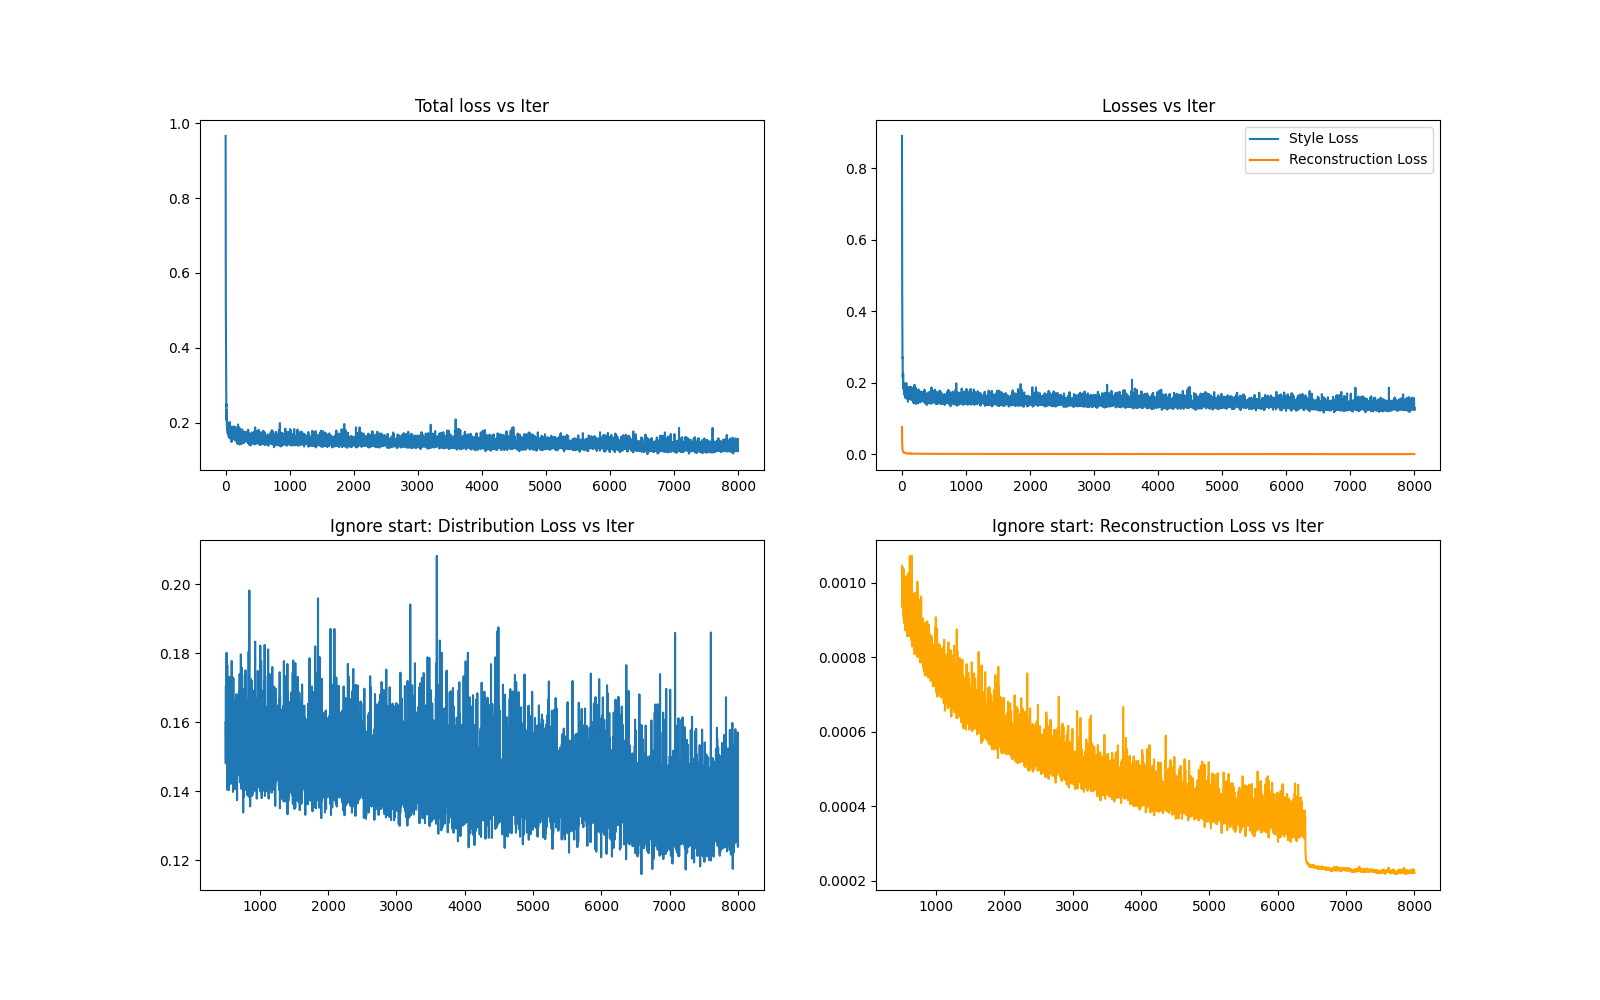 Total loss vs Iter
1.0
0.8
0.6
0.4
0.2
0 1000 2000 3000 4000 5000 6000 7000 8000
Losses vs Iter
Style Loss
Reconstruction Loss
0.8
0.6
0.4
0.2
0.0
0 1000 2000 3000 4000 5000 6000 7000 8000
Ignore start: Distribution Loss vs Iter
0.20
0.18
0.16
0.14
0.12
1000 2000 3000 4000 5000 6000 7000 8000
Ignore start: Reconstruction Loss vs Iter
0.0010
0.0008
0.0006
0.0004
0.0002
1000 2000 3000 4000 5000 6000 7000 8000